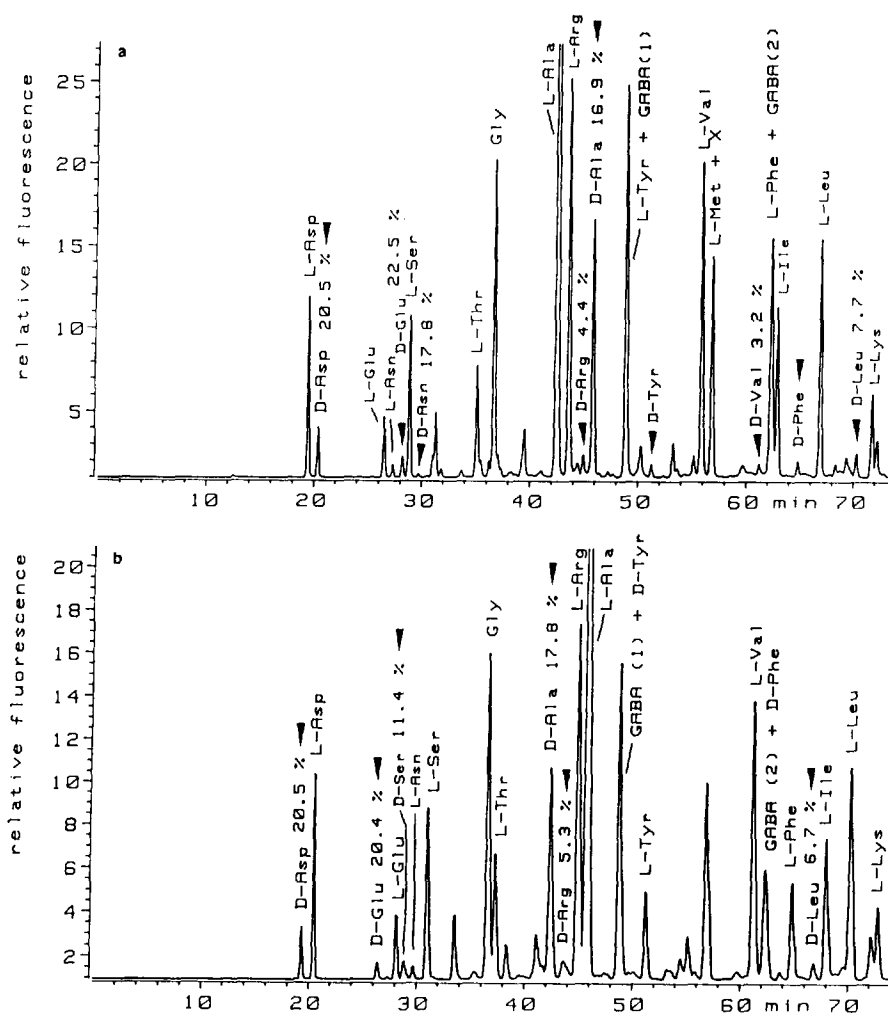 a
relative fluorescence
25
20
15
10
5
L-Asp
D-Asp 20.5 %
L-Glu
L-Asn
D-Glu 22.5 %
L-Ser
D-Asn 17.8 %
L-Thr
Gly
L-Ala
L-Arg
D-Arg 4.4 %
D-Ala 16.9 %
L-Tyr + GABA(1)
D-Tyr
L-Val
L-Met + X
D-Val 3.2 %
L-Phe + GABA(2)
L-Ile
D-Phe
L-Leu
D-Leu 7.7 %
L-Lys
10 20 30 40 50 60 min 70
b
relative fluorescence
20
18
16
14
12
10
8
6
4
2
D-Asp 20.5 %
L-Asp
D-Glu 20.4 %
L-Glu
D-Ser 11.4 %
L-Asn
L-Ser
Gly
L-Thr
D-Ala 17.8 %
D-Arg 5.3 %
L-Arg
L-Ala
GABA (1) + D-Tyr
L-Tyr
L-Val
GABA (2) + D-Phe
L-Phe
D-Leu 6.7 %
L-Ile
L-Leu
L-Lys
10 20 30 40 50 60 min 70